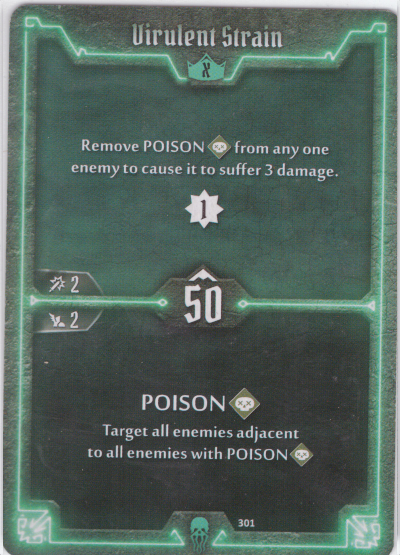 Virulent Strain
X
Remove POISON from any one
enemy to cause it to suffer 3 damage.
1
2
50
2
POISON
Target all enemies adjacent
to all enemies with POISON
301